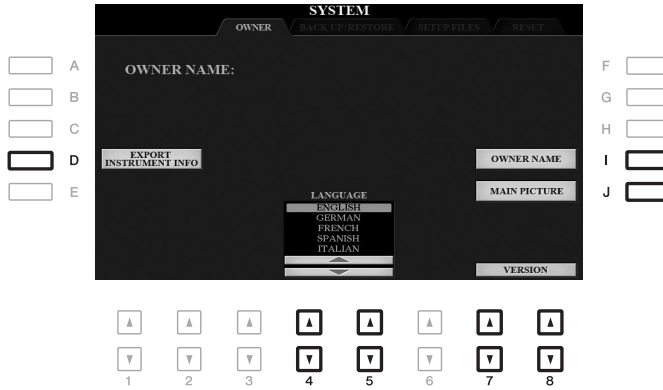 SYSTEM
OWNER BACK UP/RESTORE SETUP FILES RESET
A OWNER NAME: F
B G
C H
D EXPORT INSTRUMENT INFO OWNER NAME I
E LANGUAGE MAIN PICTURE J
ENGLISH
GERMAN
FRENCH
SPANISH
ITALIAN
VERSION
1 2 3 4 5 6 7 8